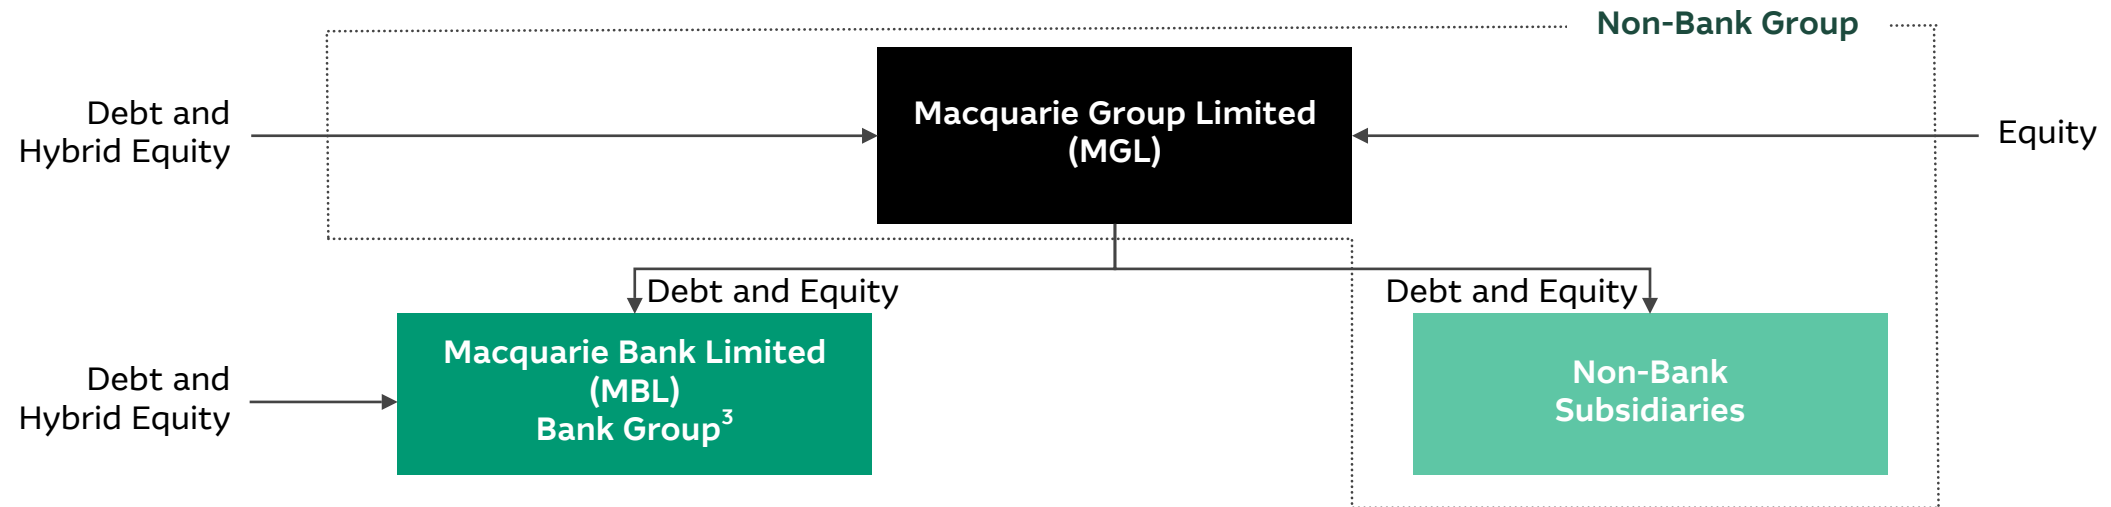 Non-Bank Group
Debt and
Hybrid Equity
Macquarie Group Limited
(MGL)
Equity
Debt and Equity
Debt and Equity
Debt and
Hybrid Equity
Macquarie Bank Limited
(MBL)
Bank Group³
Non-Bank
Subsidiaries